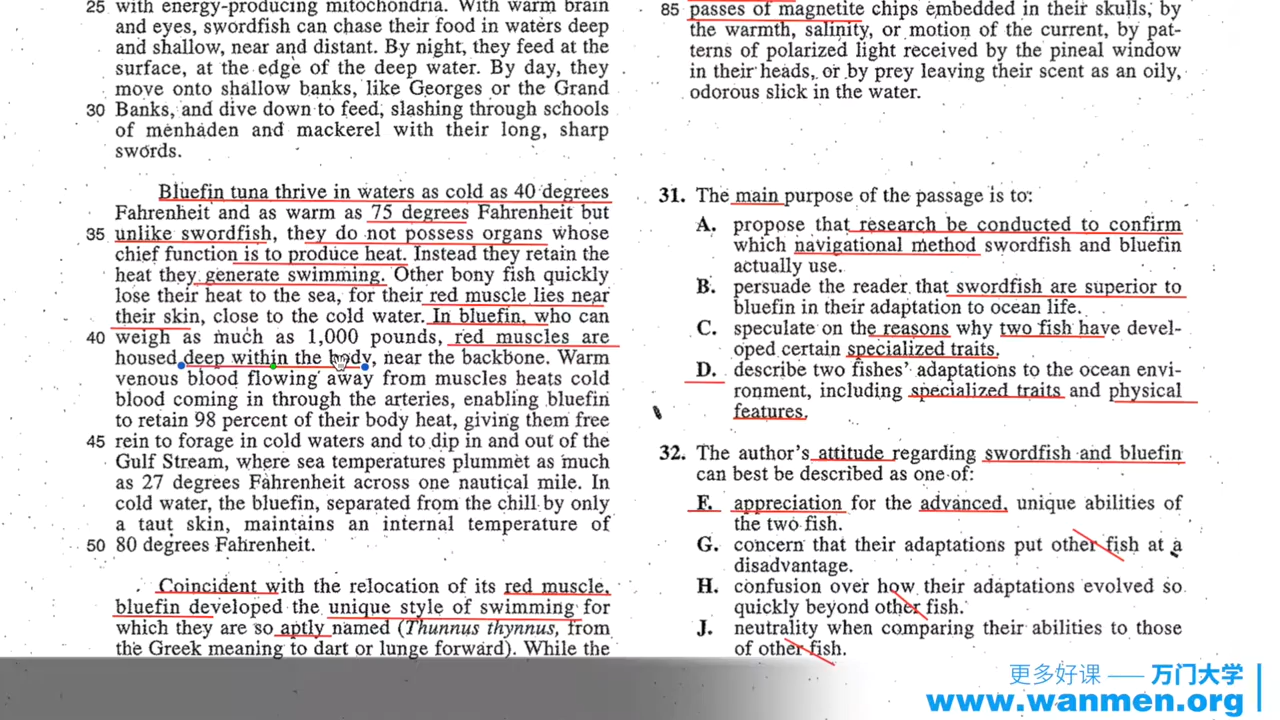 25 with energy-producing mitochondria. With warm brain
and eyes, swordfish can chase their food in waters deep
and shallow, near and distant. By night, they feed at the
surface, at the edge of the deep water. By day, they
move onto shallow banks, like Georges or the Grand
30 Banks, and dive down to feed, slashing through schools
of menhaden and mackerel with their long, sharp
swords.
Bluefin tuna thrive in waters as cold as 40 degrees
Fahrenheit and as warm as 75 degrees Fahrenheit but
35 unlike swordfish, they do not possess organs whose
chief function is to produce heat. Instead they retain the
heat they generate swimming. Other bony fish quickly
lose their heat to the sea, for their red muscle lies near
their skin, close to the cold water. In bluefin, who can
40 weigh as much as 1,000 pounds, red muscles are
housed deep within the body, near the backbone. Warm
venous blood flowing away from muscles heats cold
blood coming in through the arteries, enabling bluefin
to retain 98 percent of their body heat, giving them free
45 rein to forage in cold waters and to dip in and out of the
Gulf Stream, where sea temperatures plummet as much
as 27 degrees Fahrenheit across one nautical mile. In
cold water, the bluefin, separated from the chill by only
a taut skin, maintains an internal temperature of
50 80 degrees Fahrenheit.
Coincident with the relocation of its red muscle,
bluefin developed the unique style of swimming for
which they are so aptly named (Thunnus thynnus, from
the Greek meaning to dart or lunge forward). While the
85 passes of magnetite chips embedded in their skulls, by
the warmth, salinity, or motion of the current, by pat-
terns of polarized light received by the pineal window
in their heads, or by prey leaving their scent as an oily,
odorous slick in the water.
31. The main purpose of the passage is to:
A. propose that research be conducted to confirm
which navigational method swordfish and bluefin
actually use.
B. persuade the reader that swordfish are superior to
bluefin in their adaptation to ocean life.
C. speculate on the reasons why two fish have devel-
oped certain specialized traits.
D. describe two fishes' adaptations to the ocean envi-
ronment, including specialized traits and physical
features.
32. The author's attitude regarding swordfish and bluefin
can best be described as one of:
F. appreciation for the advanced, unique abilities of
the two fish.
G. concern that their adaptations put other fish at a
disadvantage.
H. confusion over how their adaptations evolved so
quickly beyond other fish.
J. neutrality when comparing their abilities to those
of other fish.
更多好课 —— 万门大学
www.wanmen.org